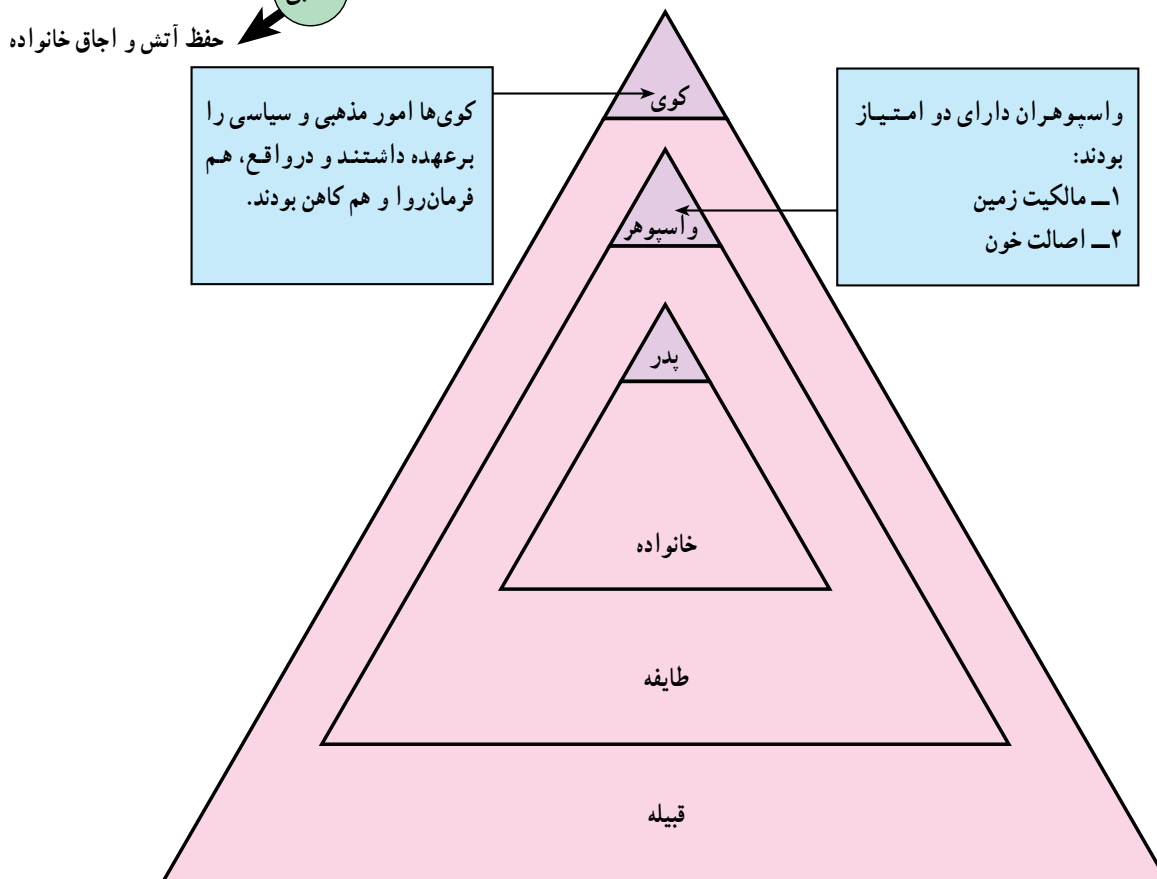 حفظ آتش و اجاق خانواده
واسپوهران دارای دو امتیاز
بودند:
۱ــ مالکیت زمین
۲ــ اصالت خون
کوی‌ها امور مذهبی و سیاسی را
برعهده داشتند و درواقع، هم
فرمان‌روا و هم کاهن بودند.
کوی
واسپوهر
پدر
خانواده
طایفه
قبیله